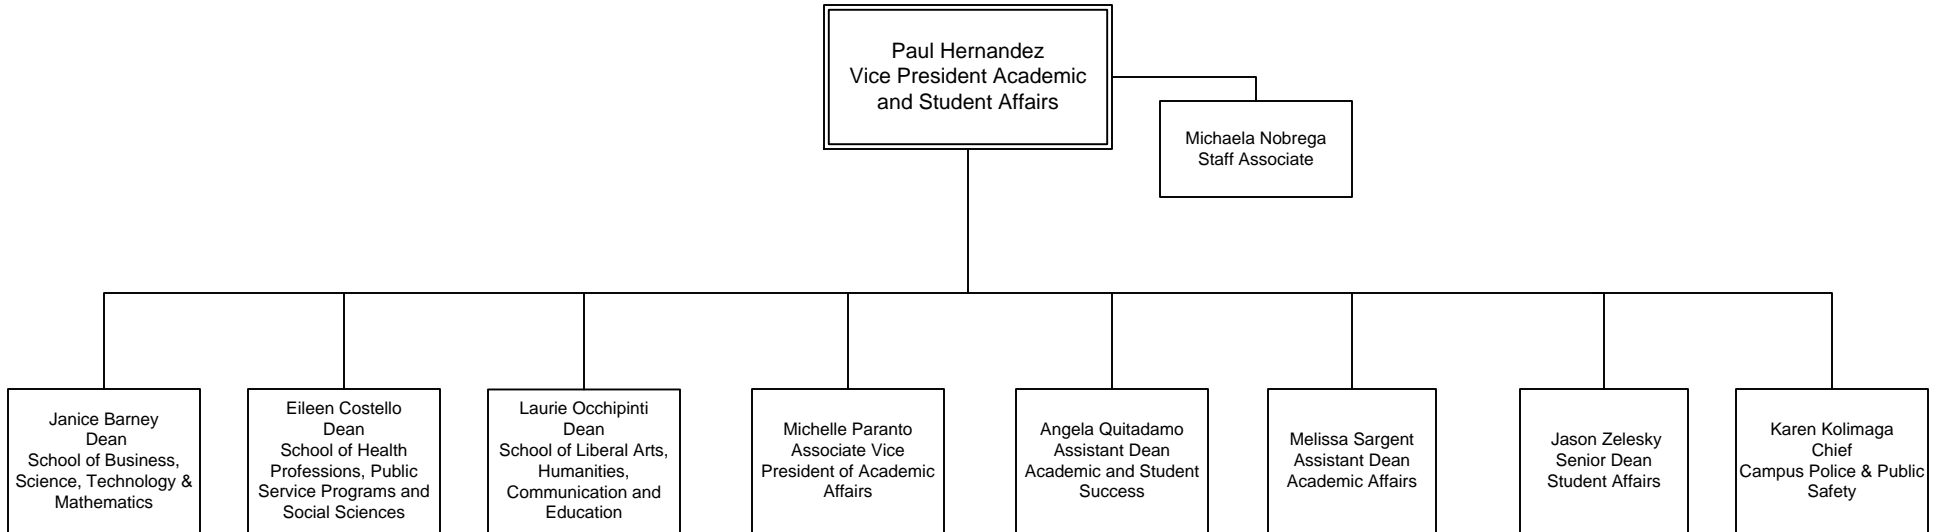 Paul Hernandez
Vice President Academic
and Student Affairs
Michaela Nobrega
Staff Associate
Janice Barney
Dean
School of Business,
Science, Technology &
Mathematics
Eileen Costello
Dean
School of Health
Professions, Public
Service Programs and
Social Sciences
Laurie Occhipinti
Dean
School of Liberal Arts,
Humanities,
Communication and
Education
Michelle Paranto
Associate Vice
President of Academic
Affairs
Angela Quitadamo
Assistant Dean
Academic and Student
Success
Melissa Sargent
Assistant Dean
Academic Affairs
Jason Zelesky
Senior Dean
Student Affairs
Karen Kolimaga
Chief
Campus Police & Public
Safety